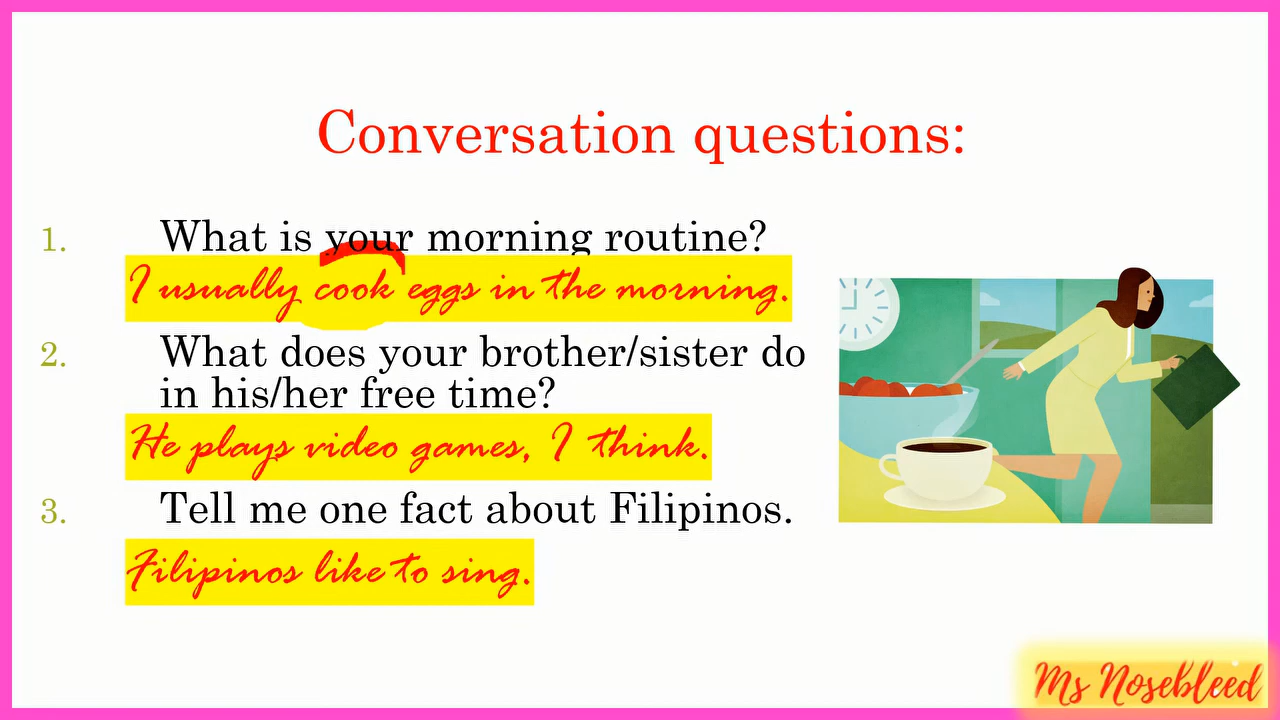 Conversation questions:
1. What is your morning routine?
I usually cook eggs in the morning.
2. What does your brother/sister do
in his/her free time?
He plays video games, I think.
3. Tell me one fact about Filipinos.
Filipinos like to sing.
Ms Nosebleed